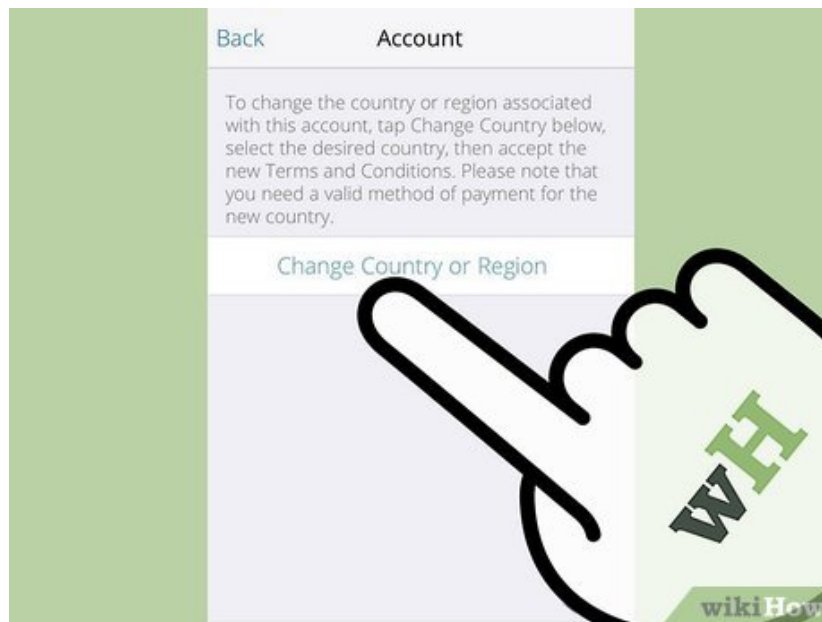 Back Account
To change the country or region associated
with this account, tap Change Country below,
select the desired country, then accept the
new Terms and Conditions. Please note that
you need a valid method of payment for the
new country.
Change Country or Region
wH
wikiHow